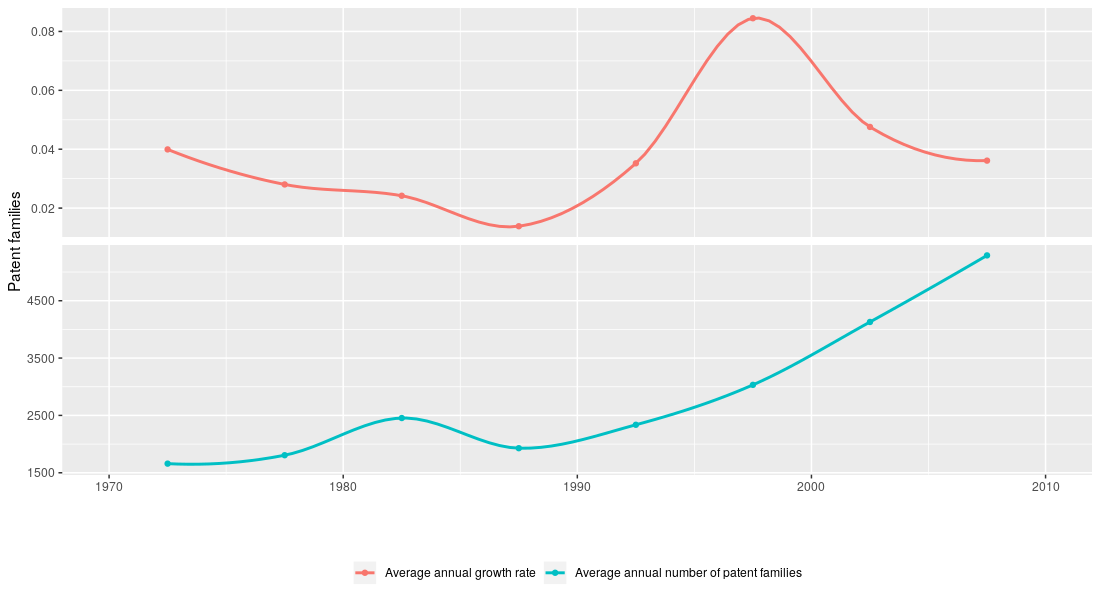 0.08
0.06
0.04
0.02
Patent families
4500
3500
2500
1500
1970 1980 1990 2000 2010
Average annual growth rate Average annual number of patent families